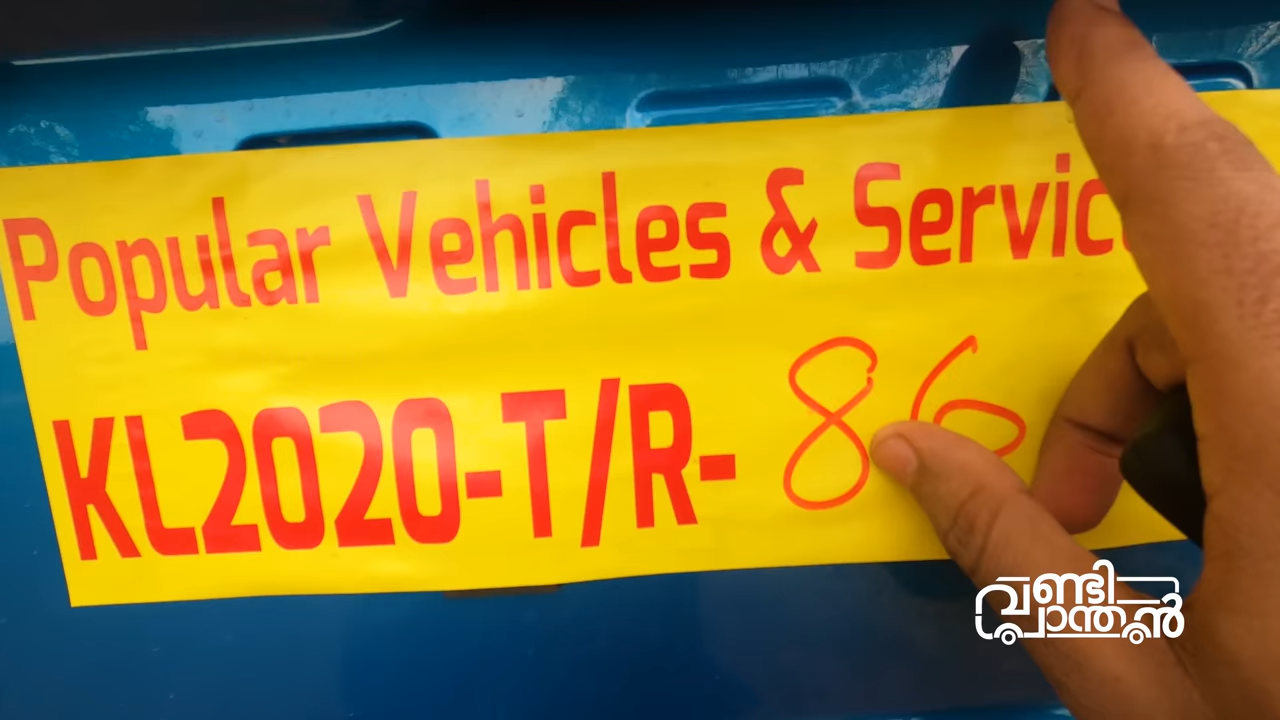 Popular Vehicles & Servic
KL2020-T/R- 86
വണ്ടി
പ്രാന്തൻ